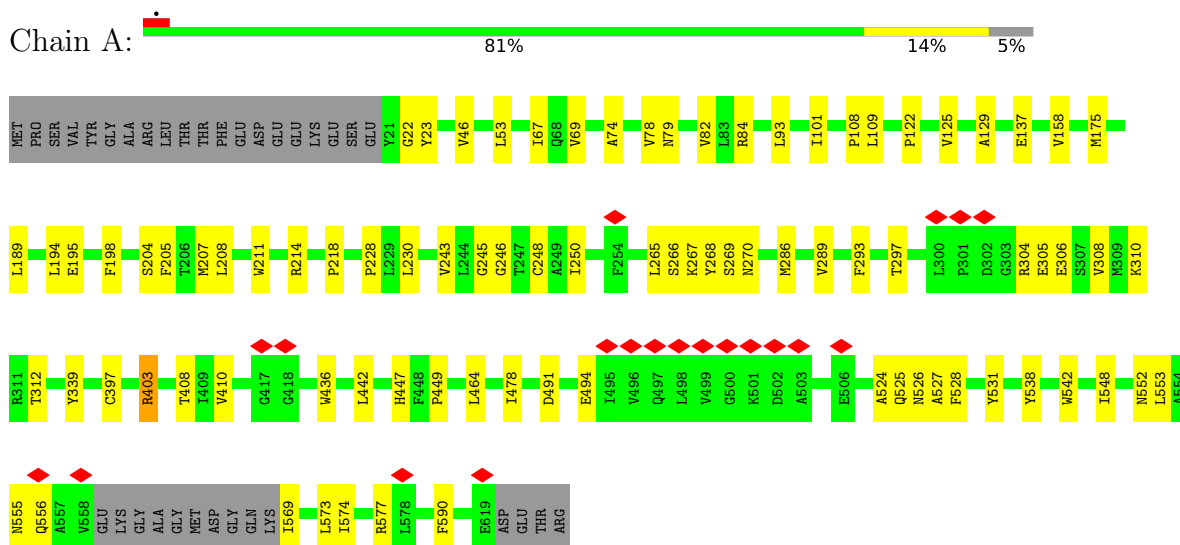 Chain A:
81% 14% 5%
MET PRO SER VAL TYR GLY ALA ARG LEU THR THR PHE GLU ASP GLU GLU LYS GLU SER GLU Y21 G22 Y23 V46 L53 I67 Q68 V69 A74 V78 N79 V82 L83 R84 L93 I101 P108 L109 P122 V125 A129 E137 V158 M175
L189 L194 E195 F198 S204 F205 T206 M207 L208 W211 R214 P218 P228 L229 L230 V243 L244 G245 G246 T247 C248 A249 I250 F254 L265 S266 K267 Y268 S269 N270 M286 V289 F293 T297 L300 P301 D302 G303 R304 E305 E306 S307 V308 M309 K310
R311 T312 Y339 C397 R403 T408 I409 V410 G417 G418 W436 L442 H447 F448 P449 L464 I478 D491 E494 I495 V496 Q497 L498 V499 G500 K501 D502 A503 E506 A524 Q525 N526 A527 F528 Y531 Y538 W542 I548 N552 L553 A554
N555 Q556 A557 V558 GLU LYS GLY ALA GLY MET ASP GLY GLN LYS I569 L573 I574 R577 L578 F590 E619 ASP GLU THR ARG